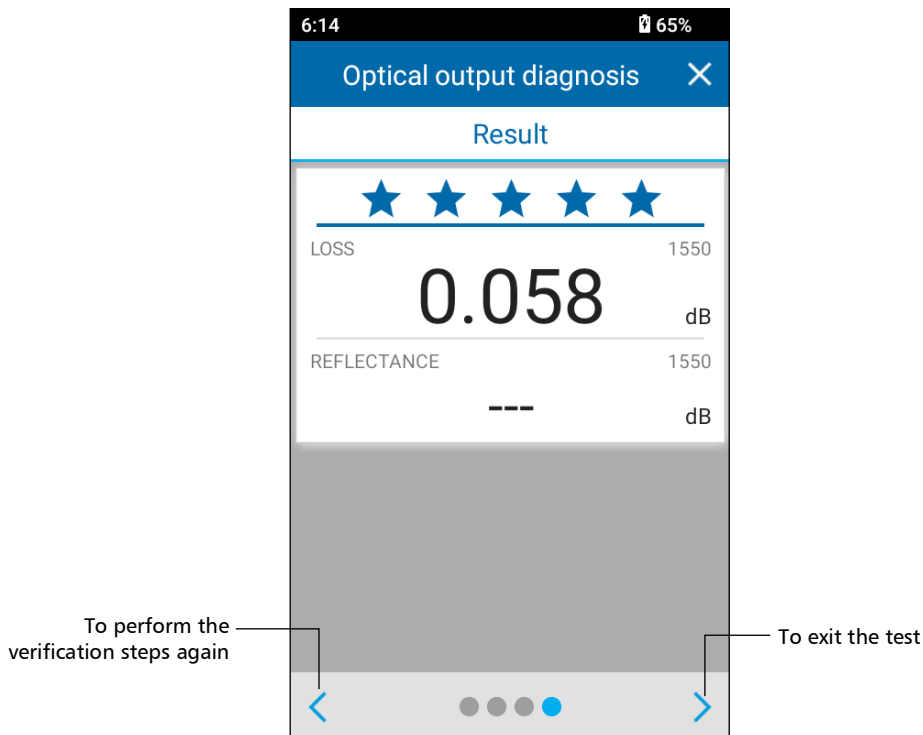 6:14 65%
Optical output diagnosis
Result
LOSS 1550
0.058 dB
REFLECTANCE 1550
--- dB
To perform the
verification steps again
To exit the test